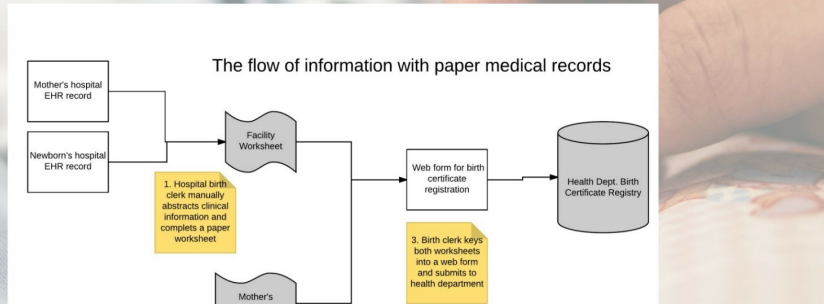 The flow of information with paper medical records
Mother's hospital
EHR record
Newborn's hospital
EHR record
Facility
Worksheet
1. Hospital birth
clerk manually
abstracts clinical
information and
complets a paper
worksheet
Web form for birth
certificate
registration
Health Dept. Birth
Certificate Registry
3. Birth clerk keys
both worksheets
into a web form
and submits to
health department
Mother's